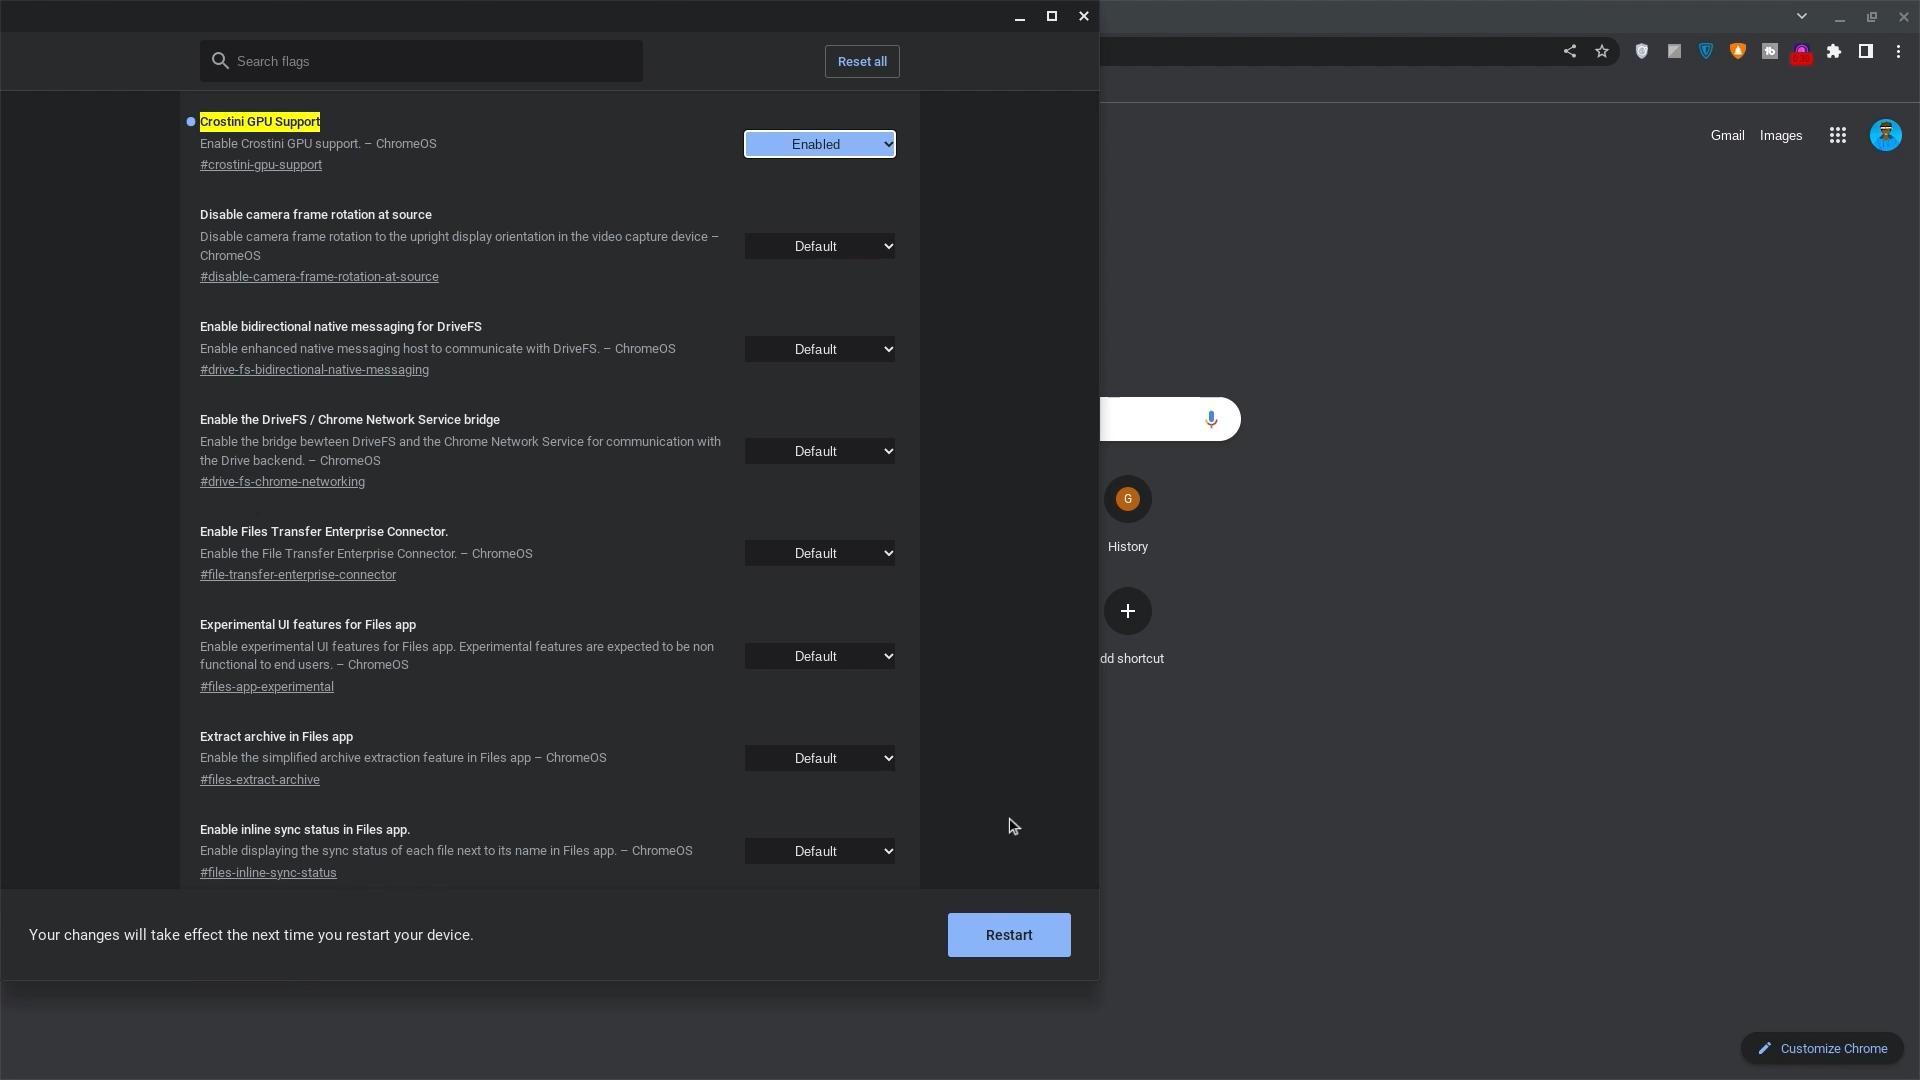 Search flags
Reset all
Crostini GPU Support
Enable Crostini GPU support. – ChromeOS
#crostini-gpu-support
Enabled
Disable camera frame rotation at source
Disable camera frame rotation to the upright display orientation in the video capture device –
ChromeOS
#disable-camera-frame-rotation-at-source
Default
Enable bidirectional native messaging for DriveFS
Enable enhanced native messaging host to communicate with DriveFS. – ChromeOS
#drive-fs-bidirectional-native-messaging
Default
Enable the DriveFS / Chrome Network Service bridge
Enable the bridge bewteen DriveFS and the Chrome Network Service for communication with
the Drive backend. – ChromeOS
#drive-fs-chrome-networking
Default
Enable Files Transfer Enterprise Connector.
Enable the File Transfer Enterprise Connector. – ChromeOS
#file-transfer-enterprise-connector
Default
Experimental UI features for Files app
Enable experimental UI features for Files app. Experimental features are expected to be non
functional to end users. – ChromeOS
#files-app-experimental
Default
Extract archive in Files app
Enable the simplified archive extraction feature in Files app – ChromeOS
#files-extract-archive
Default
Enable inline sync status in Files app.
Enable displaying the sync status of each file next to its name in Files app. – ChromeOS
#files-inline-sync-status
Default
Your changes will take effect the next time you restart your device.
Restart
Gmail
Images
G
History
dd shortcut
Customize Chrome